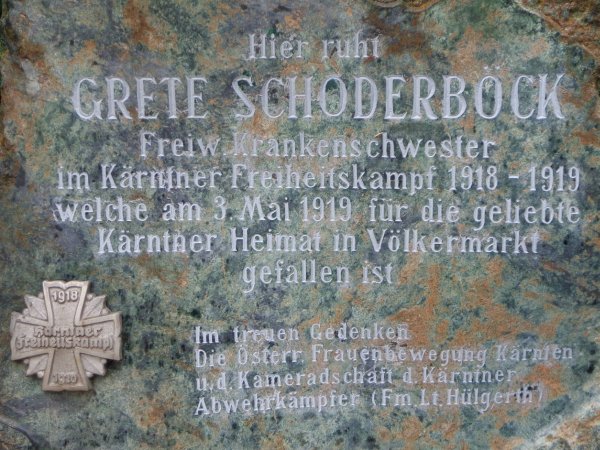 Hier ruht
GRETE SCHODERBÖCK
Freiw. Krankenschwester
im Kärntner Freiheitskampf 1918 - 1919
welche am 3. Mai 1919 für die geliebte
Kärntner Heimat in Völkermarkt
gefallen ist.
1918
Kärntner
Freiheitskampf
1919
Im treuen Gedenken
Die Österr. Frauenbewegung Kärnten
u. d. Kameradschaft d. Kärntner
Abwehrkämpfer (Fm. Lt. Hülgerth)